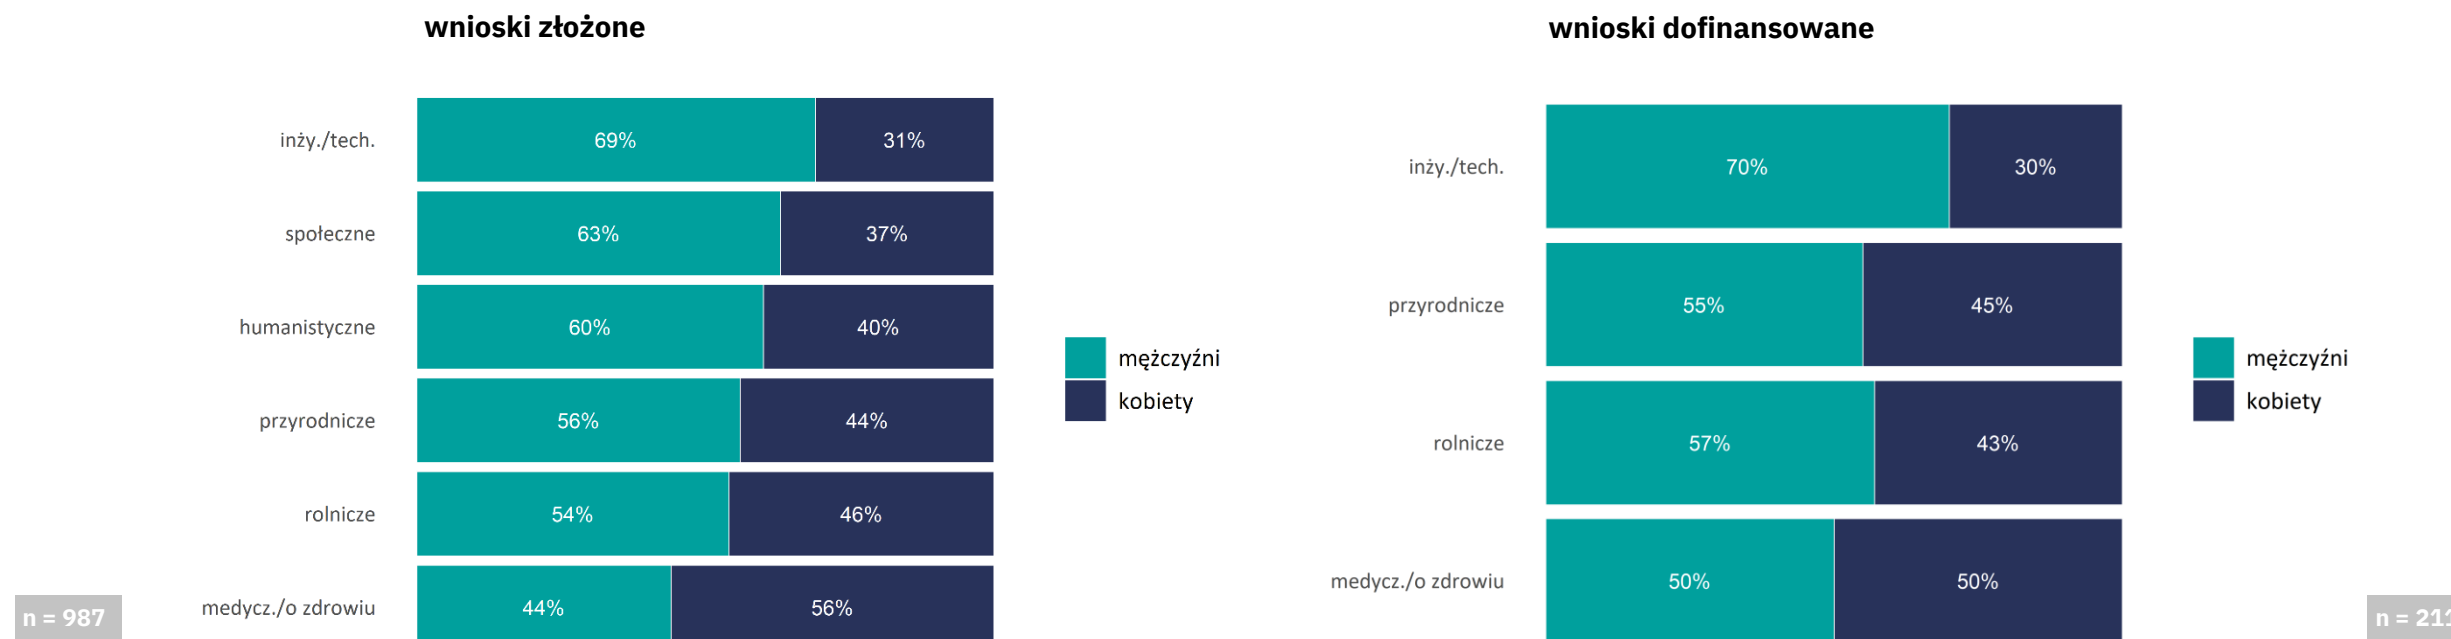 wnioski złożone
inży./tech.
69%
31%
społeczne
63%
37%
humanistyczne
60%
40%
przyrodnicze
56%
44%
rolnicze
54%
46%
medycz./o zdrowiu
44%
56%
mężczyźni
kobiety
n = 987
wnioski dofinansowane
inży./tech.
70%
30%
przyrodnicze
55%
45%
rolnicze
57%
43%
medycz./o zdrowiu
50%
50%
mężczyźni
kobiety
n = 211